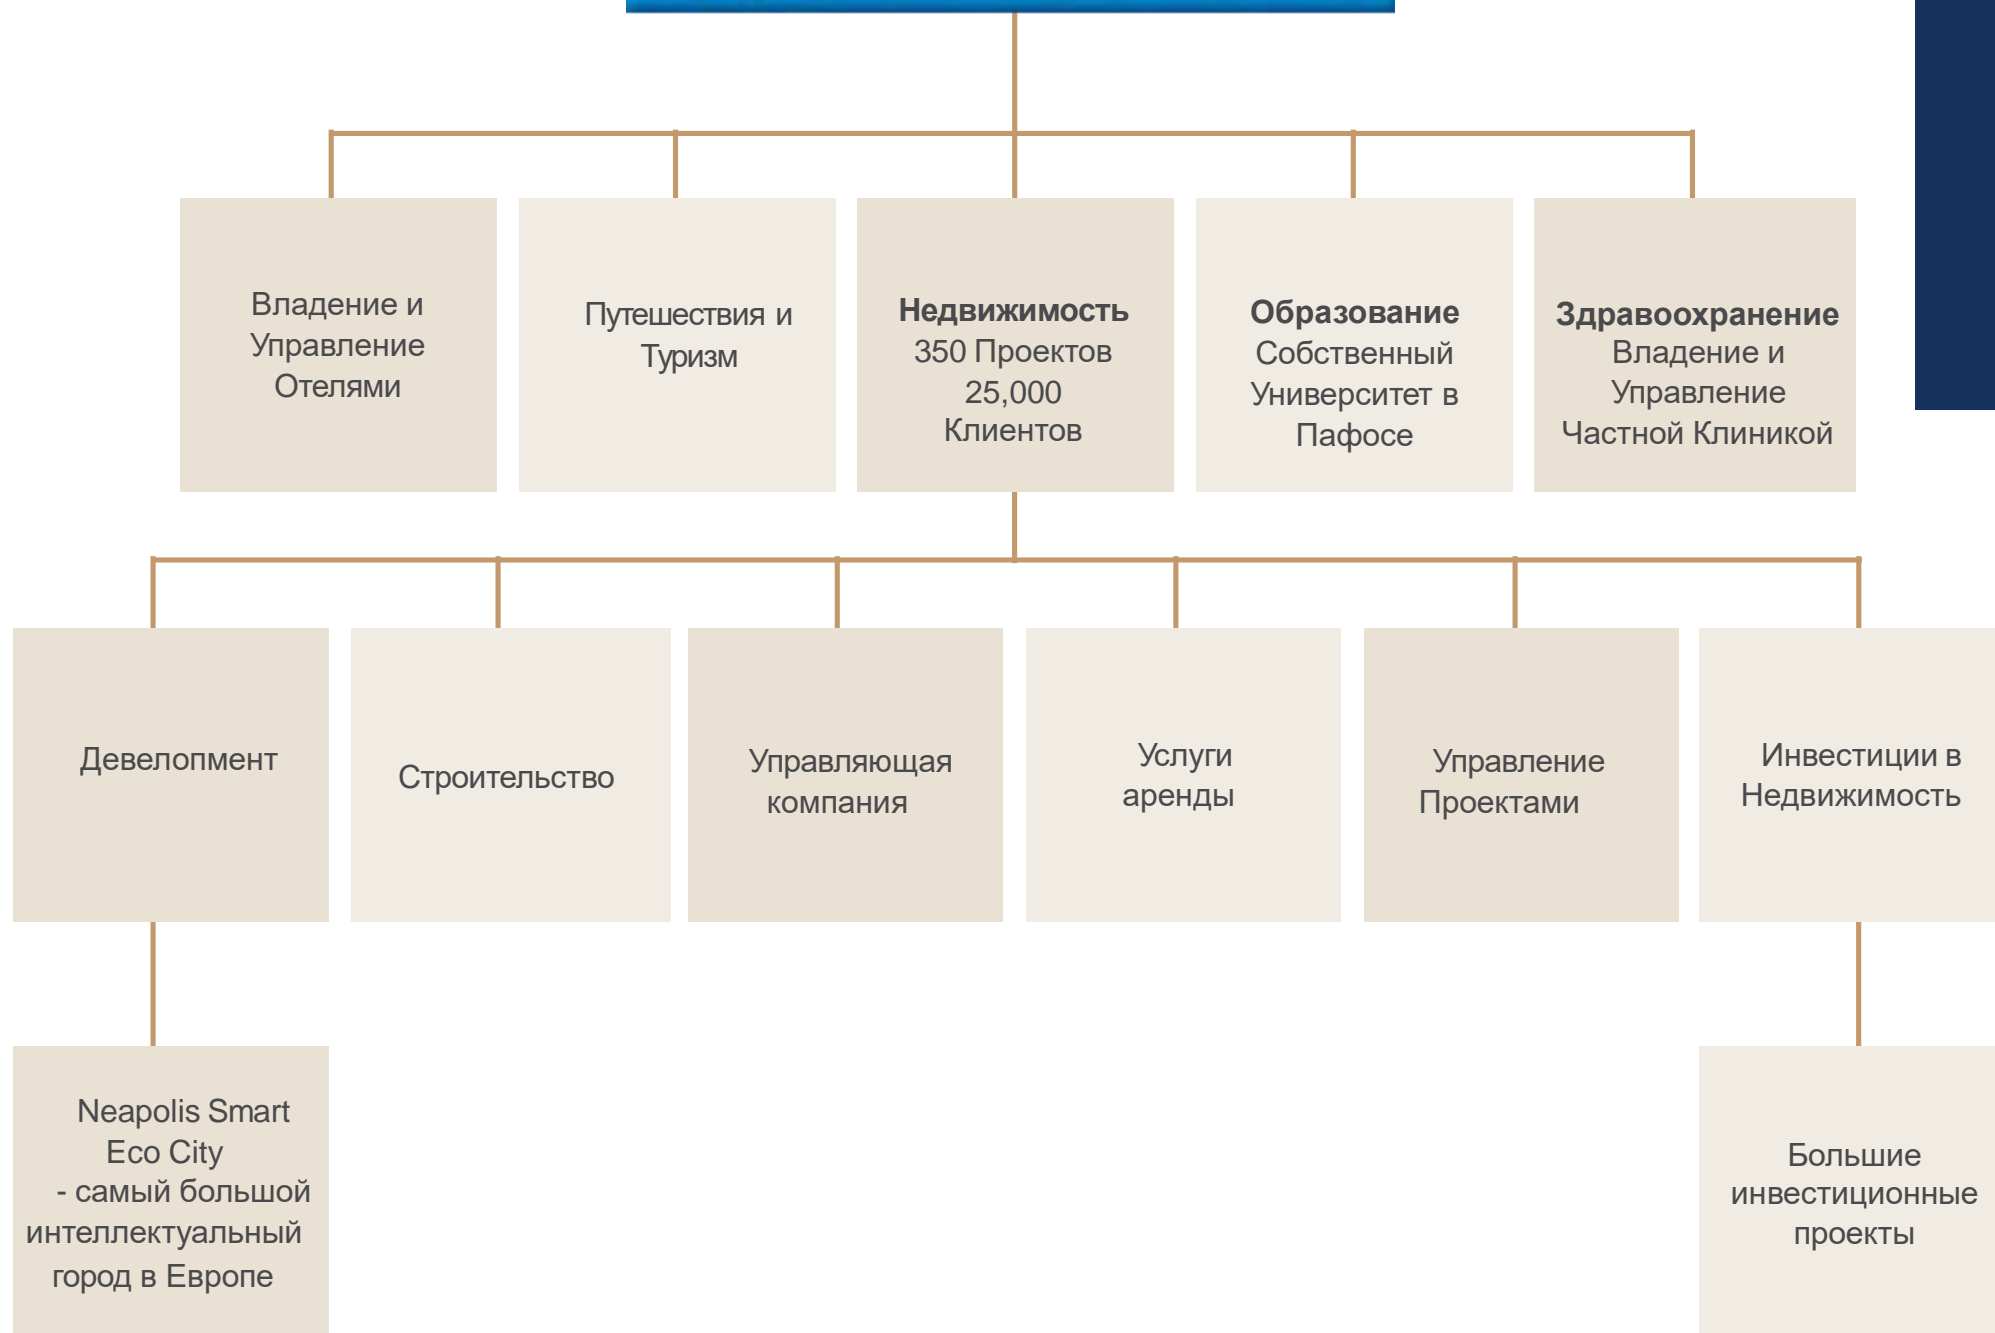 Владение и
Управление
Отелями
Путешествия и
Туризм
Недвижимость
350 Проектов
25,000
Клиентов
Образование
Собственный
Университет в
Пафосе
Здравоохранение
Владение и
Управление
Частной Клиникой
Девелопмент
Строительство
Управляющая
компания
Услуги
аренды
Управление
Проектами
Инвестиции в
Недвижимость
Neapolis Smart
Eco City
- самый большой
интеллектуальный
город в Европе
Большие
инвестиционные
проекты